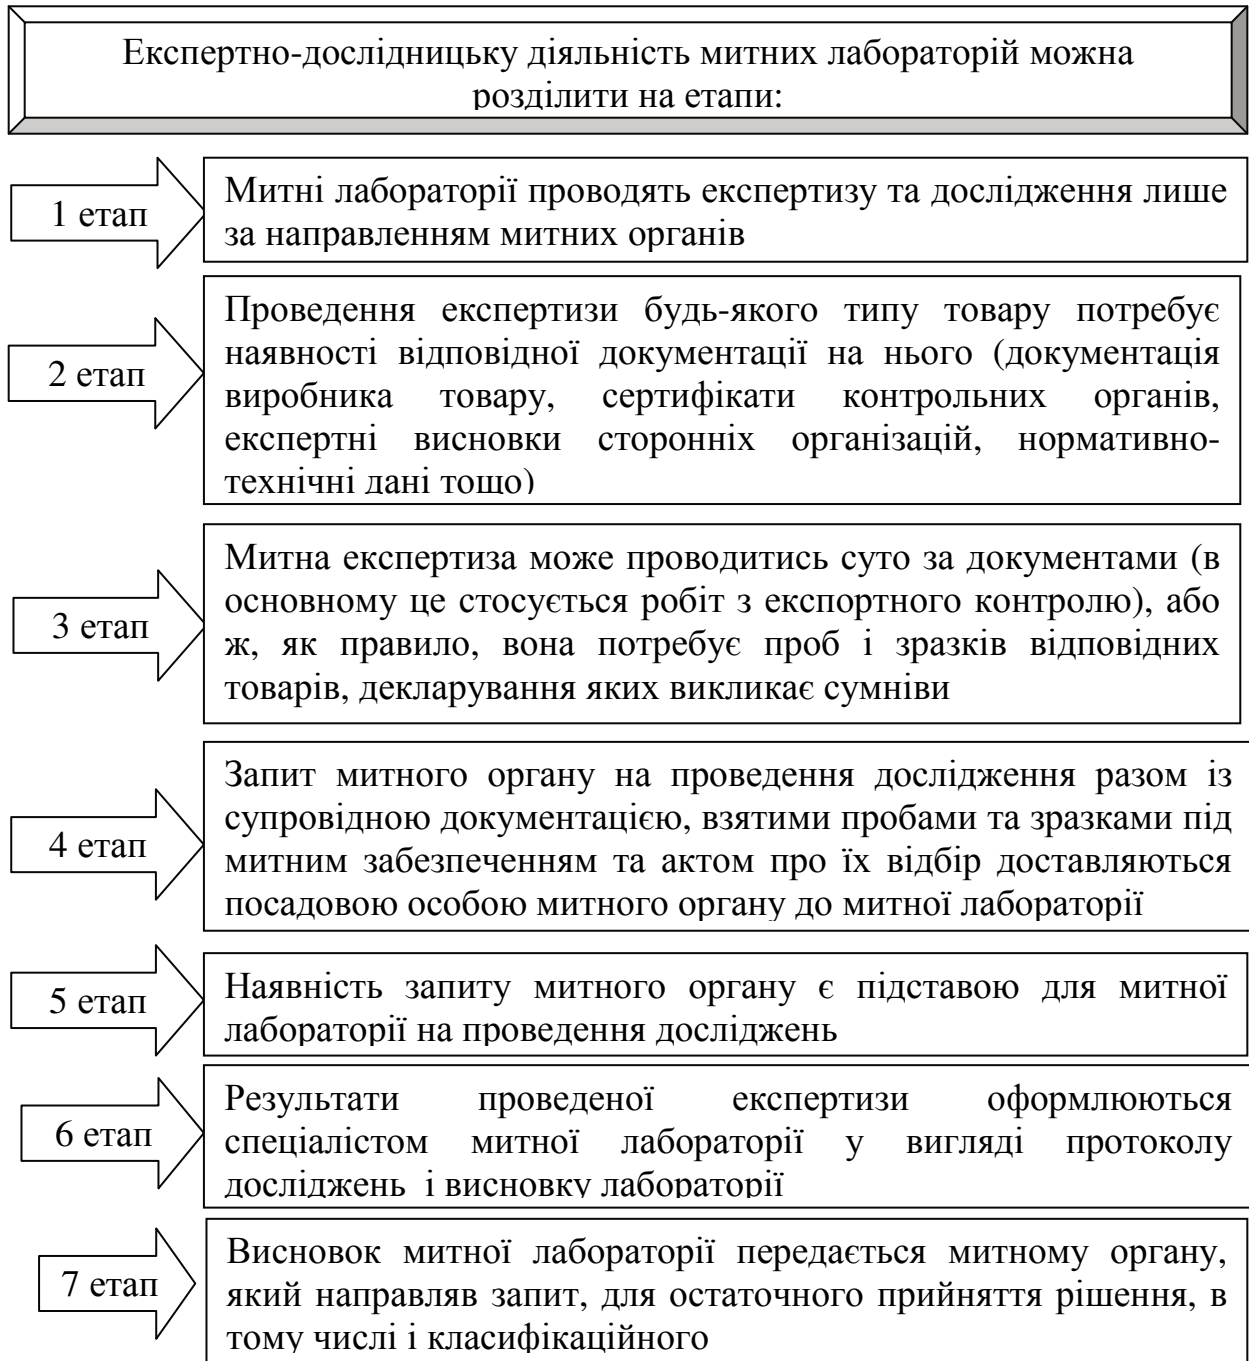 Експертно-дослідницьку діяльність митних лабораторій можна
розділити на етапи:
1 етап
Митні лабораторії проводять експертизу та дослідження лише
за направленням митних органів
2 етап
Проведення експертизи будь-якого типу товару потребує
наявності відповідної документації на нього (документація
виробника товару, сертифікати контрольних органів,
експертні висновки сторонніх організацій, нормативно-
технічні дані тощо)
3 етап
Митна експертиза може проводитись суто за документами (в
основному це стосується робіт з експортного контролю), або
ж, як правило, вона потребує проб і зразків відповідних
товарів, декларування яких викликає сумніви
4 етап
Запит митного органу на проведення дослідження разом із
супровідною документацією, взятими пробами та зразками під
митним забезпеченням та актом про їх відбір доставляються
посадовою особою митного органу до митної лабораторії
5 етап
Наявність запиту митного органу є підставою для митної
лабораторії на проведення досліджень
6 етап
Результати проведеної експертизи оформлюються
спеціалістом митної лабораторії у вигляді протоколу
досліджень і висновку лабораторії
7 етап
Висновок митної лабораторії передається митному органу,
який направляв запит, для остаточного прийняття рішення, в
тому числі і класифікаційного